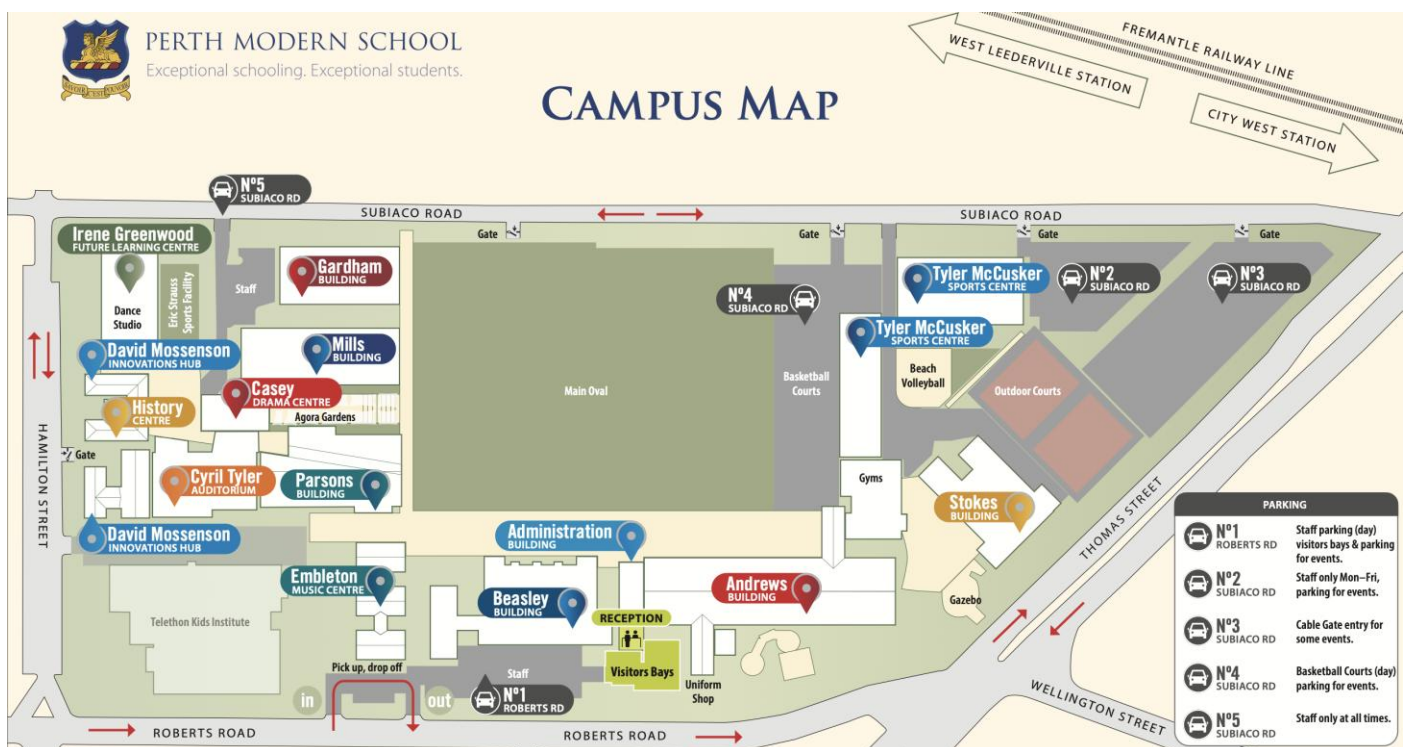 PERTH MODERN SCHOOL
Exceptional schooling. Exceptional students.
CAMPUS MAP
FREMANTLE RAILWAY LINE
WEST LEEDERVILLE STATION
CITY WEST STATION
Nº5
SUBIACO RD
SUBIACO ROAD
SUBIACO ROAD
Gate
Gate
Gate
Gate
Irene Greenwood
FUTURE LEARNING CENTRE
Dance
Studio
Eric Strauss
Sports Facility
Staff
Gardham
BUILDING
Nº4
SUBIACO RD
Tyler McCusker
SPORTS CENTRE
Nº2
SUBIACO RD
Nº3
SUBIACO RD
David Mossenson
INNOVATIONS HUB
Mills
BUILDING
Tyler McCusker
SPORTS CENTRE
Casey
DRAMA CENTRE
Agora Gardens
Main Oval
Basketball
Courts
Beach
Volleyball
Outdoor Courts
History
CENTRE
HAMILTON STREET
Gate
Cyril Tyler
AUDITORIUM
Parsons
BUILDING
Gyms
Stokes
BUILDING
THOMAS STREET
David Mossenson
INNOVATIONS HUB
Administration
BUILDING
Embleton
MUSIC CENTRE
Beasley
BUILDING
Andrews
BUILDING
Gazebo
Telethon Kids Institute
RECEPTION
Pick up, drop off
Staff
Visitors Bays
Uniform
Shop
in
out
Nº1
ROBERTS RD
ROBERTS ROAD
ROBERTS ROAD
WELLINGTON STREET
PARKING
Nº1
ROBERTS RD
Staff parking (day)
visitors bays & parking
for events.
Nº2
SUBIACO RD
Staff only Mon–Fri,
parking for events.
Nº3
SUBIACO RD
Cable Gate entry for
some events.
Nº4
SUBIACO RD
Basketball Courts (day)
parking for events.
Nº5
SUBIACO RD
Staff only at all times.